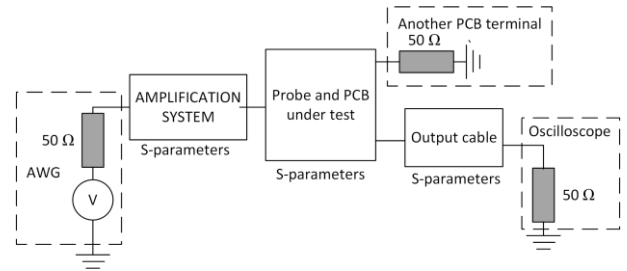 Another PCB terminal
50 Ω
AMPLIFICATION
SYSTEM
S-parameters
Probe and PCB
under test
S-parameters
Output cable
S-parameters
Oscilloscope
50 Ω
50 Ω
AWG
V